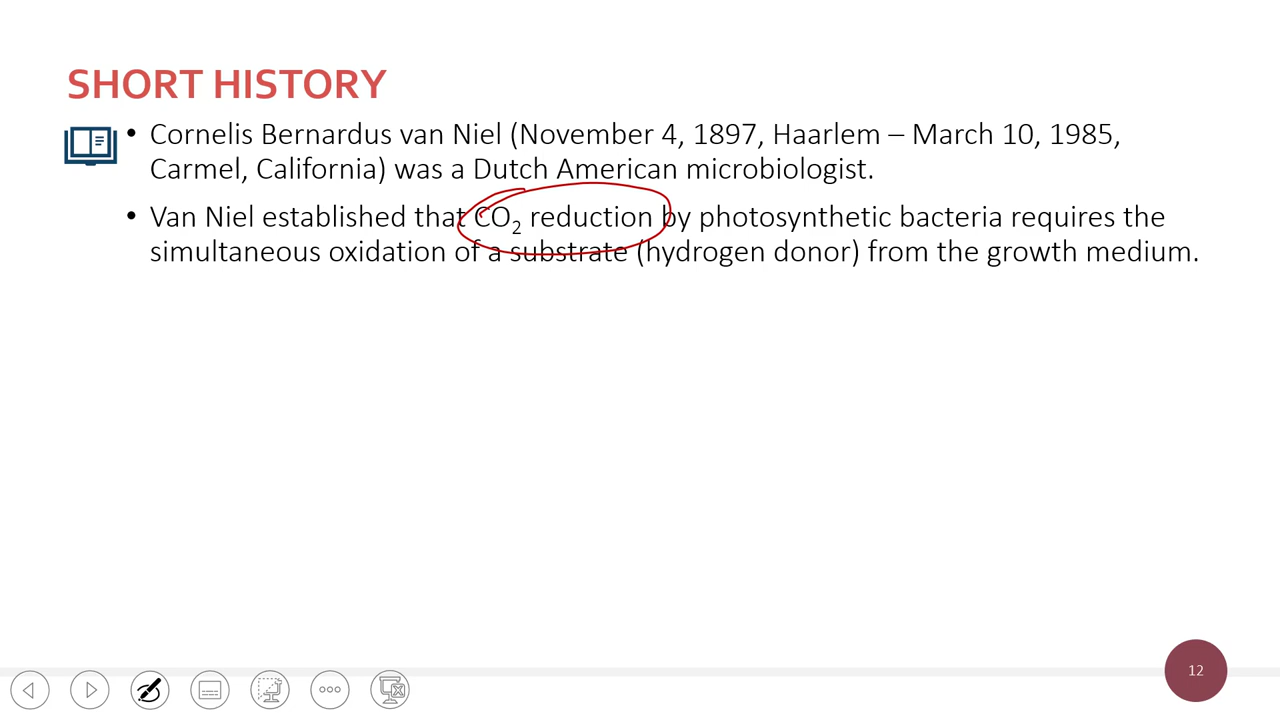 SHORT HISTORY
• Cornelis Bernardus van Niel (November 4, 1897, Haarlem – March 10, 1985,
Carmel, California) was a Dutch American microbiologist.
• Van Niel established that CO₂ reduction by photosynthetic bacteria requires the
simultaneous oxidation of a substrate (hydrogen donor) from the growth medium.
12